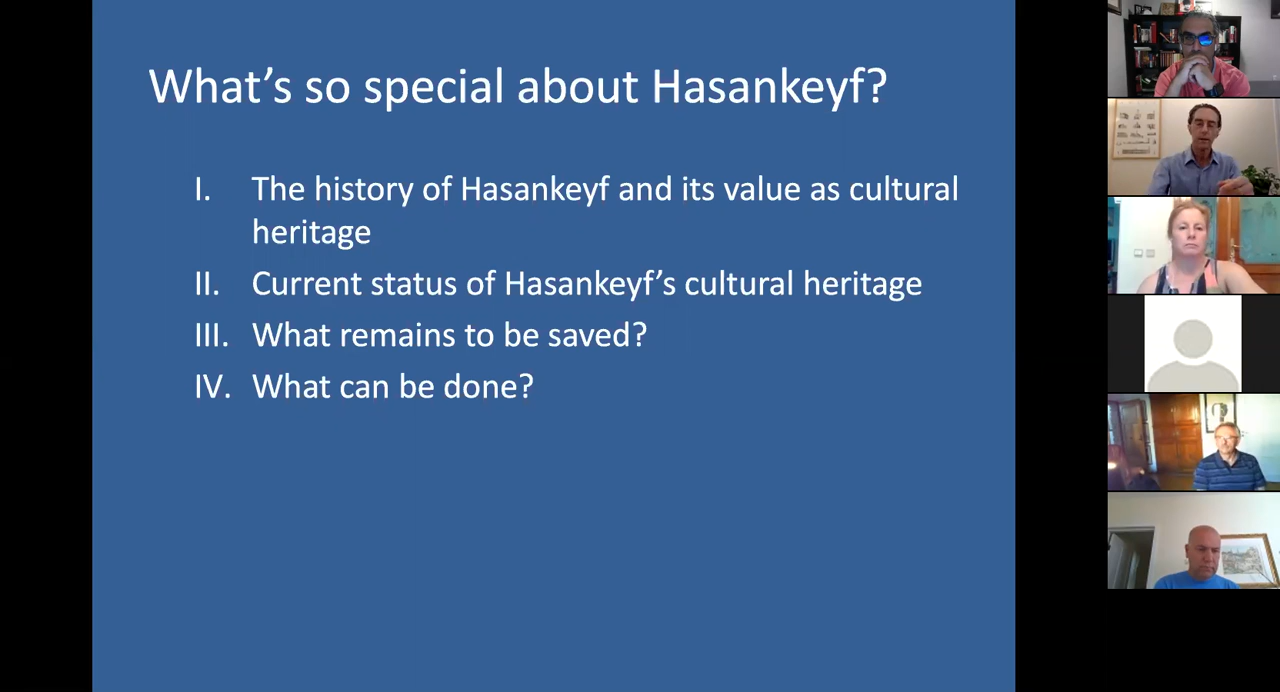 What’s so special about Hasankeyf?
I. The history of Hasankeyf and its value as cultural
heritage
II. Current status of Hasankeyf’s cultural heritage
III. What remains to be saved?
IV. What can be done?